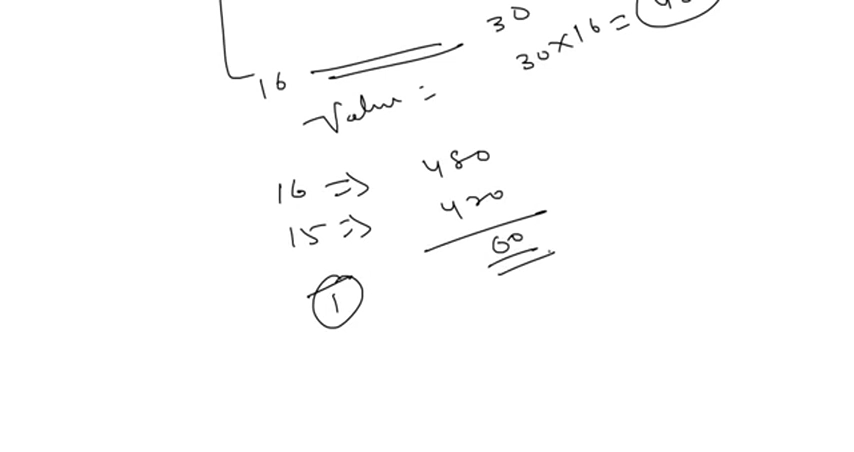 30
16
30×16=
Value =
16 ⇒ 480
15 ⇒ 420
60
1